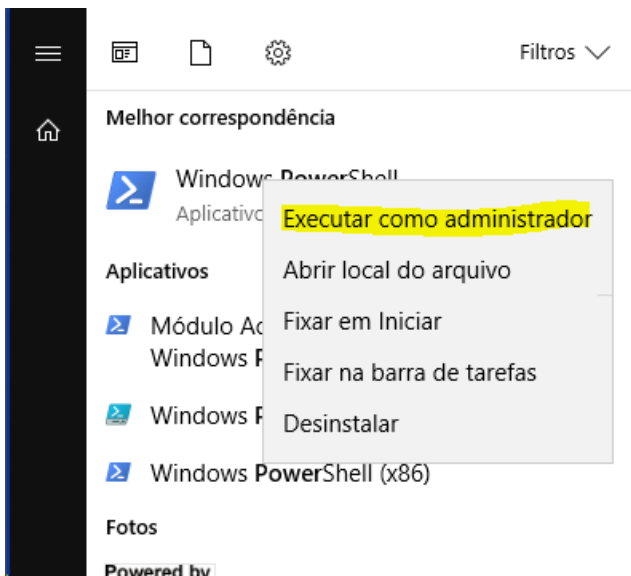 Filtros
Melhor correspondência
Windows PowerShell
Aplicativo
Executar como administrador
Abrir local do arquivo
Fixar em Iniciar
Fixar na barra de tarefas
Desinstalar
Aplicativos
Módulo
Windows
Windows
Windows PowerShell (x86)
Fotos
Powered by